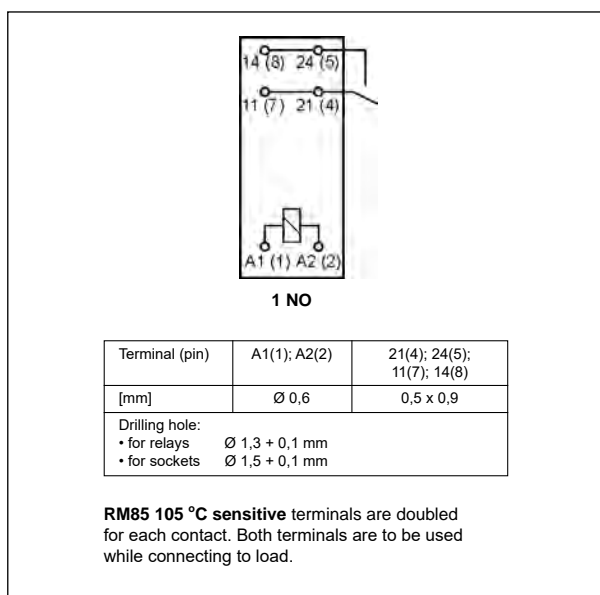 14 (8) 24 (5)
11 (7) 21 (4)
A1 (1) A2 (2)
1 NO
Terminal (pin) A1(1); A2(2) 21(4); 24(5);
11(7); 14(8)
[mm] Ø 0,6 0,5 x 0,9
Drilling hole:
• for relays Ø 1,3 + 0,1 mm
• for sockets Ø 1,5 + 0,1 mm
RM85 105 °C sensitive terminals are doubled
for each contact. Both terminals are to be used
while connecting to load.